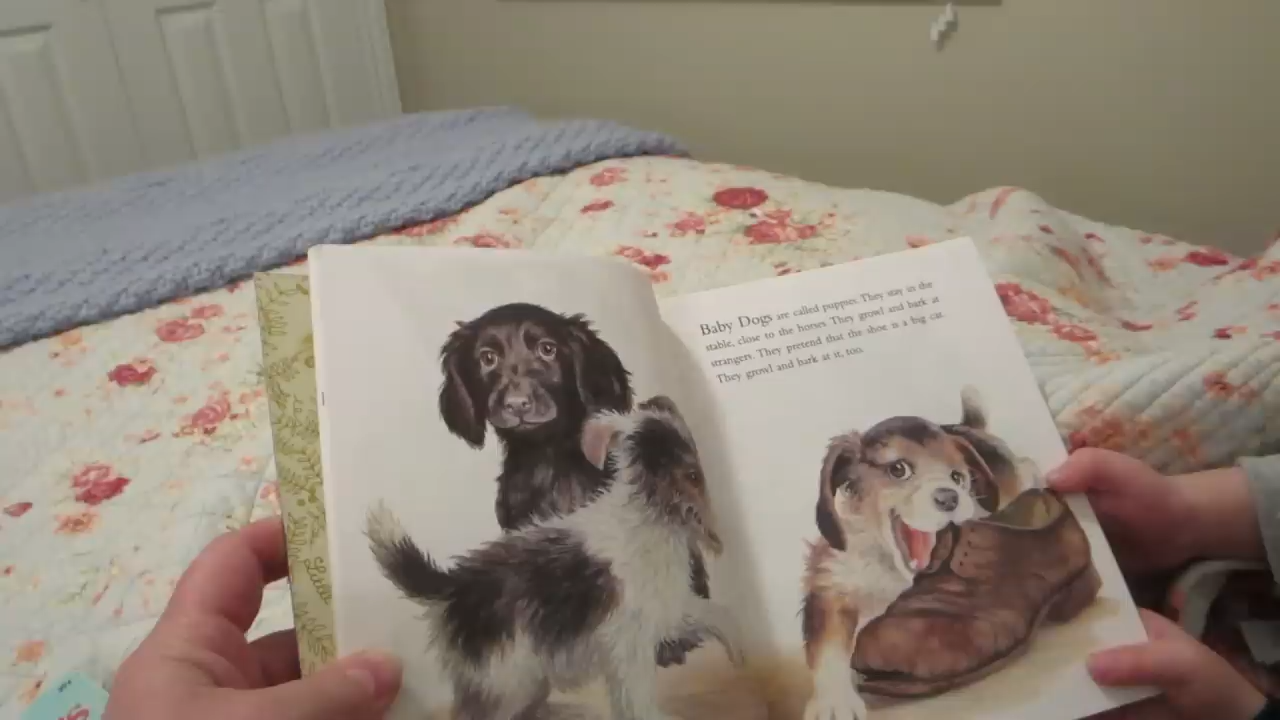 Baby Dogs are called puppies. They stay in the
stable, close to the horses. They growl and bark at
strangers. They pretend that the shoe is a big cat.
They growl and bark at it, too.
Little